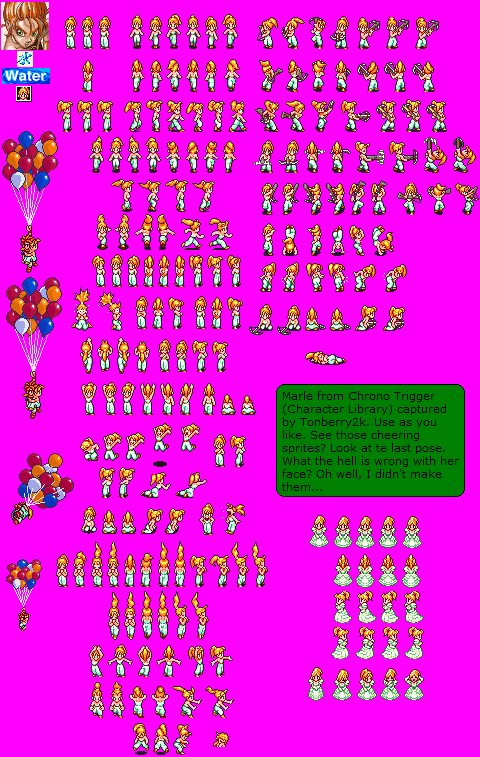 Water
Marle from Chrono Trigger
(Character Library) captured
by Tonberry2k. Use as you
like. See those cheering
sprites? Look at te last pose.
What the hell is wrong with her
face? Oh well, I didn't make
them...